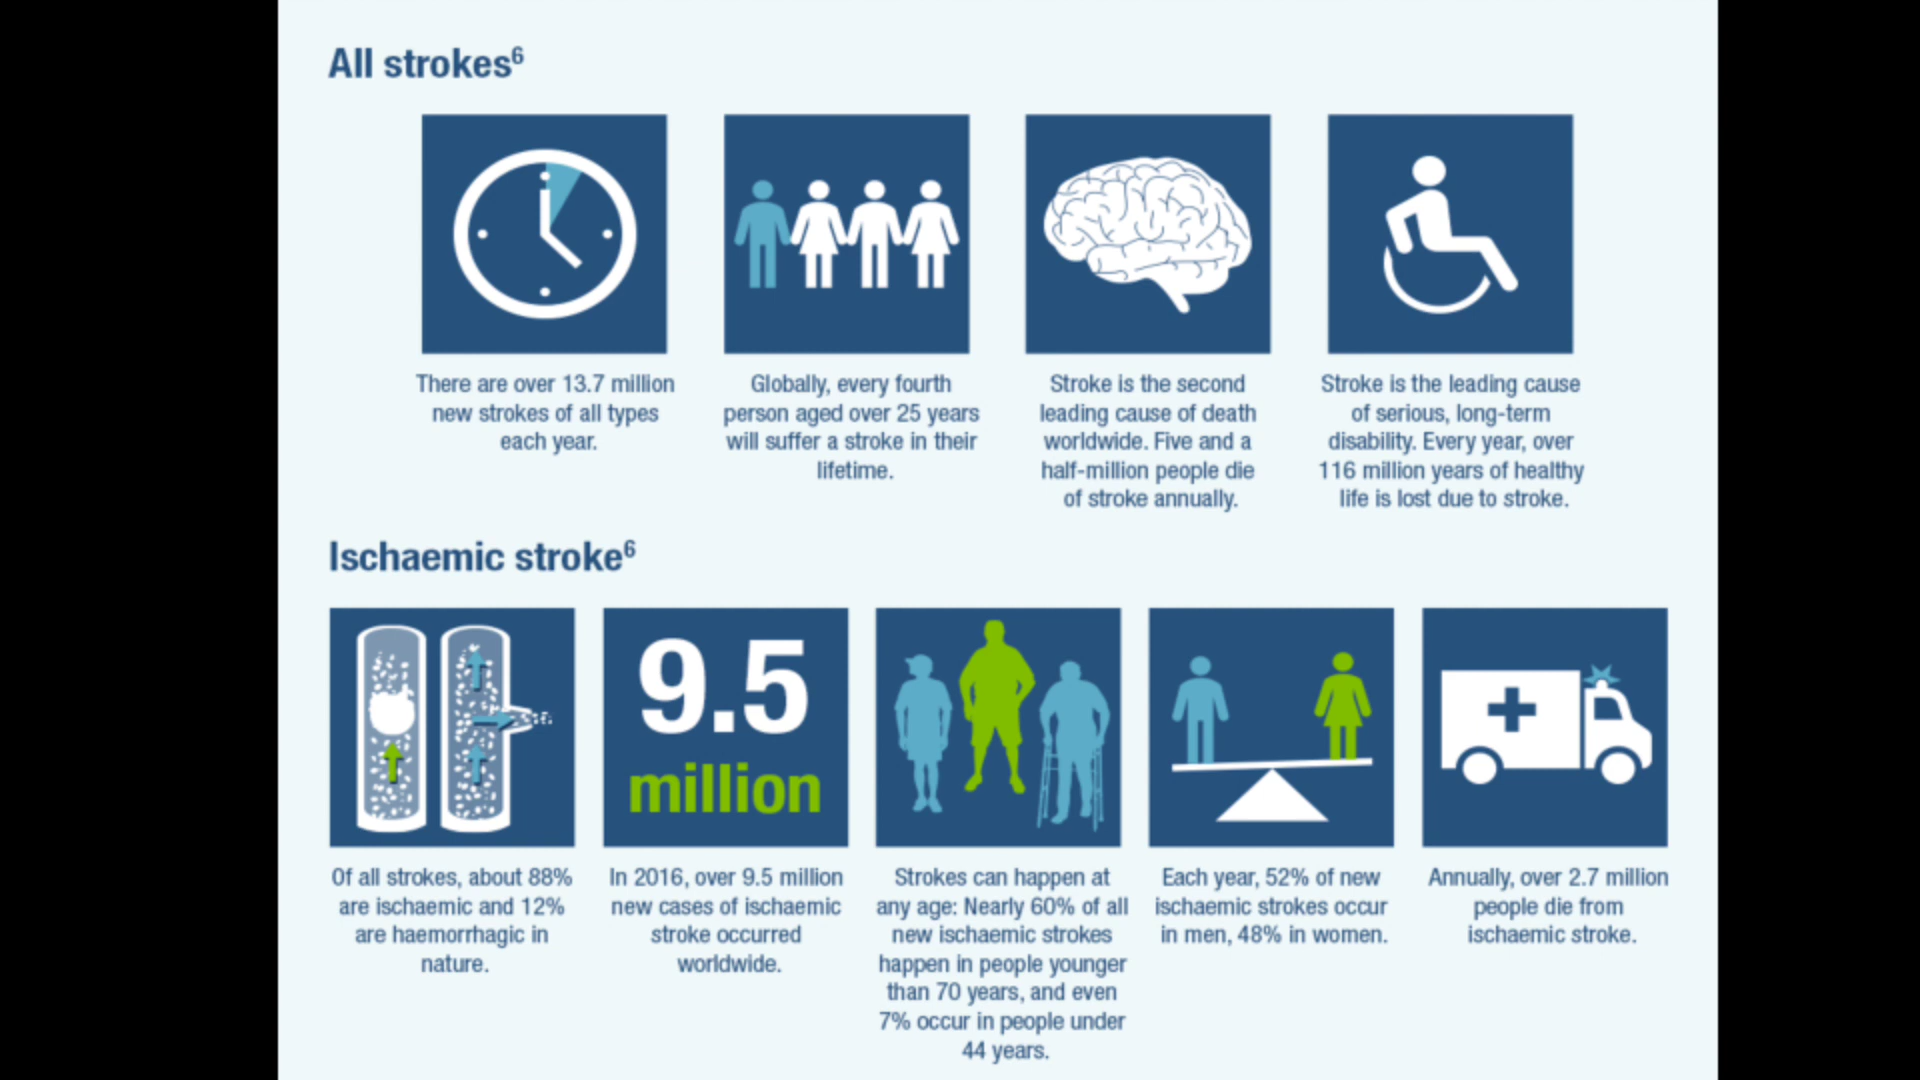 All strokes⁶
There are over 13.7 million
new strokes of all types
each year.
Globally, every fourth
person aged over 25 years
will suffer a stroke in their
lifetime.
Stroke is the second
leading cause of death
worldwide. Five and a
half-million people die
of stroke annually.
Stroke is the leading cause
of serious, long-term
disability. Every year, over
116 million years of healthy
life is lost due to stroke.
Ischaemic stroke⁶
Of all strokes, about 88%
are ischaemic and 12%
are haemorrhagic in
nature.
9.5
million
In 2016, over 9.5 million
new cases of ischaemic
stroke occurred
worldwide.
Strokes can happen at
any age: Nearly 60% of all
new ischaemic strokes
happen in people younger
than 70 years, and even
7% occur in people under
44 years.
Each year, 52% of new
ischaemic strokes occur
in men, 48% in women.
Annually, over 2.7 million
people die from
ischaemic stroke.